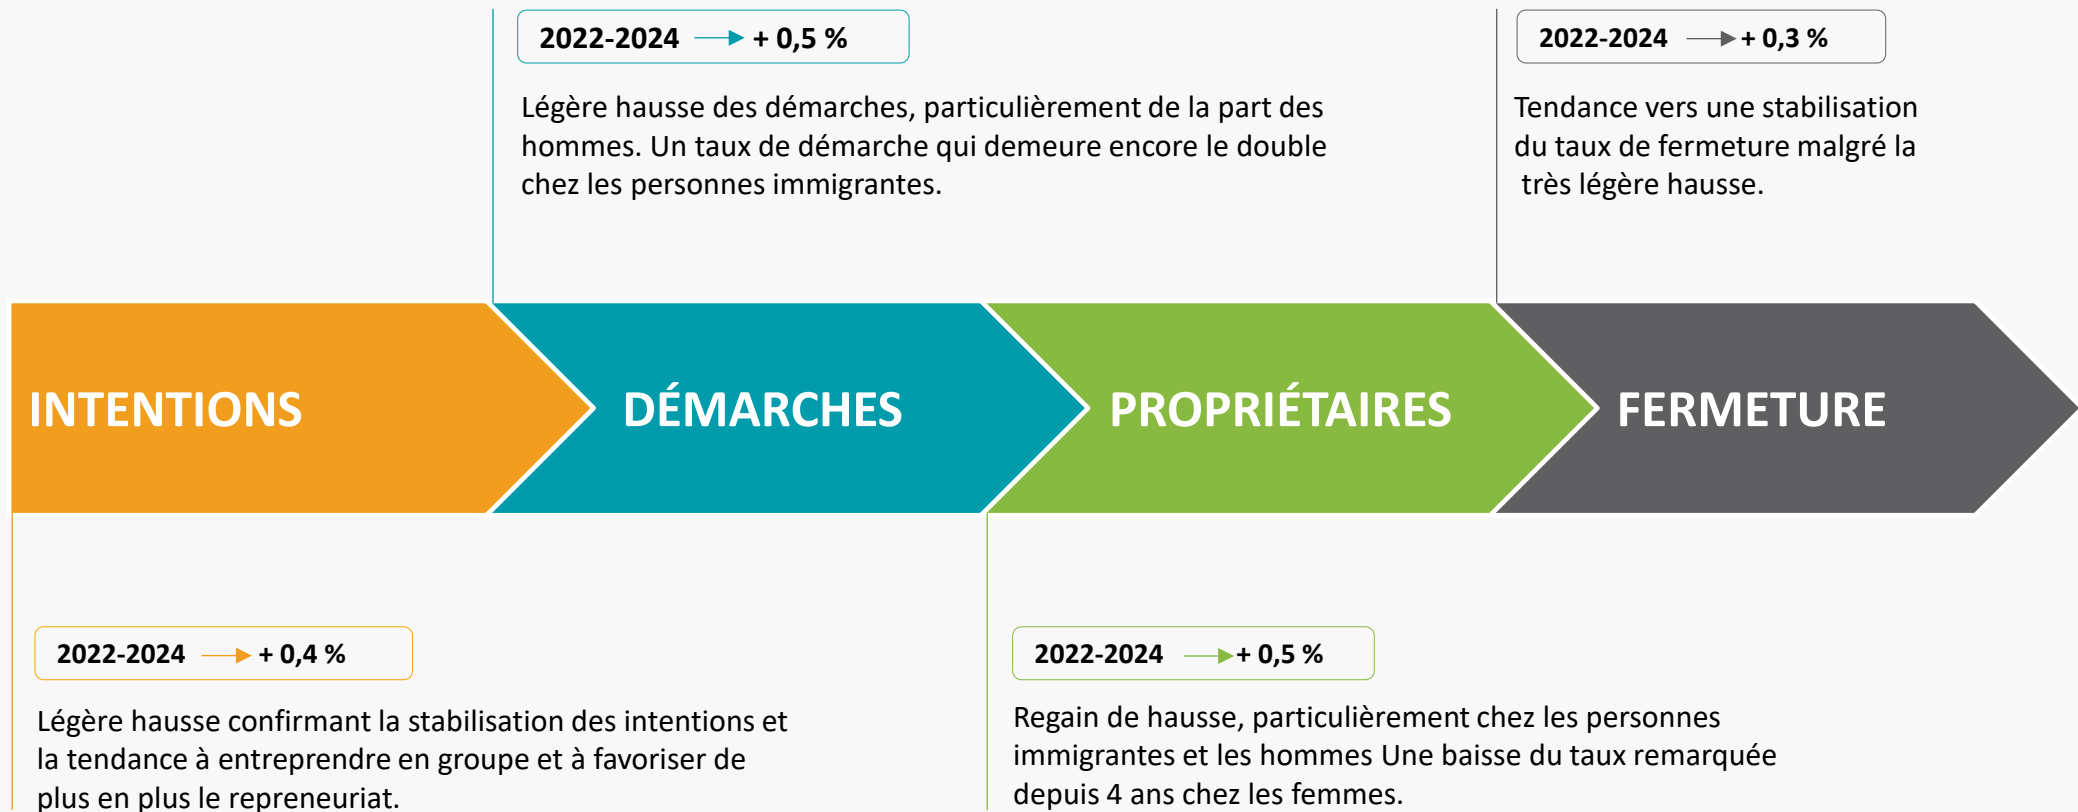 2022-2024 + 0,5 %
Légère hausse des démarches, particulièrement de la part des
hommes. Un taux de démarche qui demeure encore le double
chez les personnes immigrantes.
2022-2024 + 0,3 %
Tendance vers une stabilisation
du taux de fermeture malgré la
très légère hausse.
INTENTIONS
DÉMARCHES
PROPRIÉTAIRES
FERMETURE
2022-2024 + 0,4 %
Légère hausse confirmant la stabilisation des intentions et
la tendance à entreprendre en groupe et à favoriser de
plus en plus le repreneuriat.
2022-2024 + 0,5 %
Regain de hausse, particulièrement chez les personnes
immigrantes et les hommes Une baisse du taux remarquée
depuis 4 ans chez les femmes.